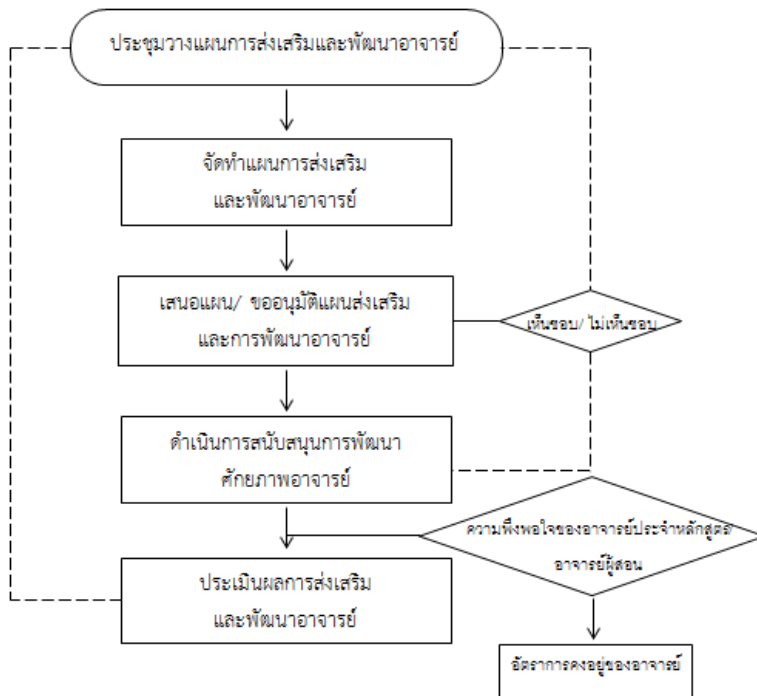 ประชุมวางแผนการส่งเสริมและพัฒนาอาจารย์
จัดทำแผนการส่งเสริม
และพัฒนาอาจารย์
เสนอแผน/ ขออนุมัติแผนส่งเสริม
และการพัฒนาอาจารย์
เห็นชอบ/ ไม่เห็นชอบ
ดำเนินการสนับสนุนการพัฒนา
ศักยภาพอาจารย์
ความพึงพอใจของอาจารย์ประจำหลักสูตร/
อาจารย์ผู้สอน
ประเมินผลการส่งเสริม
และพัฒนาอาจารย์
อัตราการคงอยู่ของอาจารย์